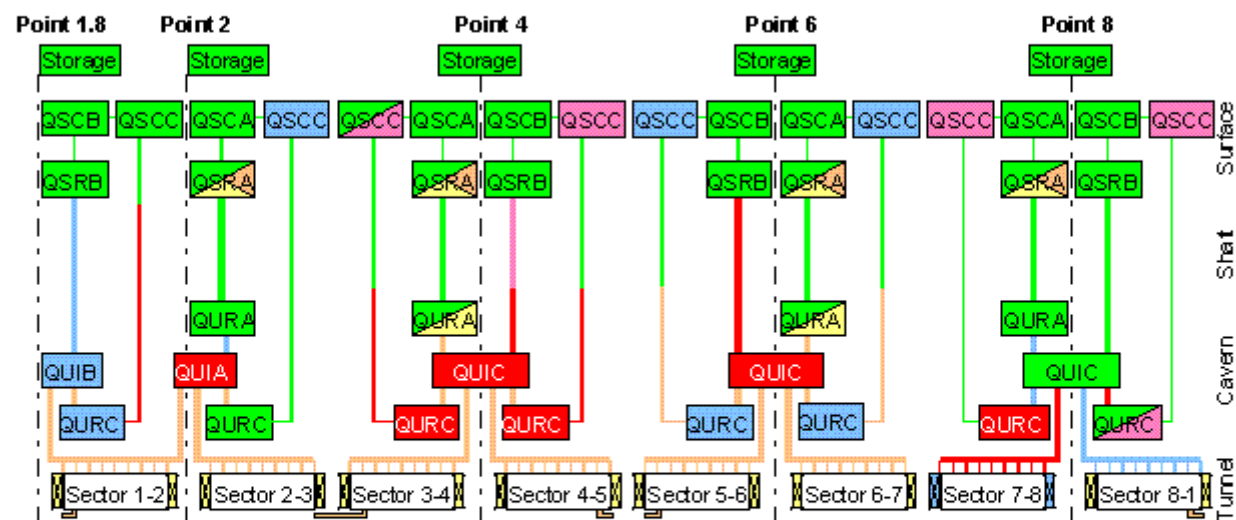 Point 1.8 Point 2 Point 4 Point 6 Point 8
Storage Storage Storage Storage Storage
QSCB QSCC QSCA QSCC QSCC QSCA QSCB QSCC QSCC QSCB QSCA QSCC QSCC QSCA QSCB QSCC
Surface
QSRB QSRA QSRA QSRB QSRB QSRA QSRA QSRB
Shaft
QURA QURA QURA QURA
QUIB QUIA QUIC QUIC QUIC
Cavern
QURC QURC QURC QURC QURC QURC QURC QURC
Sector 1-2 Sector 2-3 Sector 3-4 Sector 4-5 Sector 5-6 Sector 6-7 Sector 7-8 Sector 8-1
Tunnel